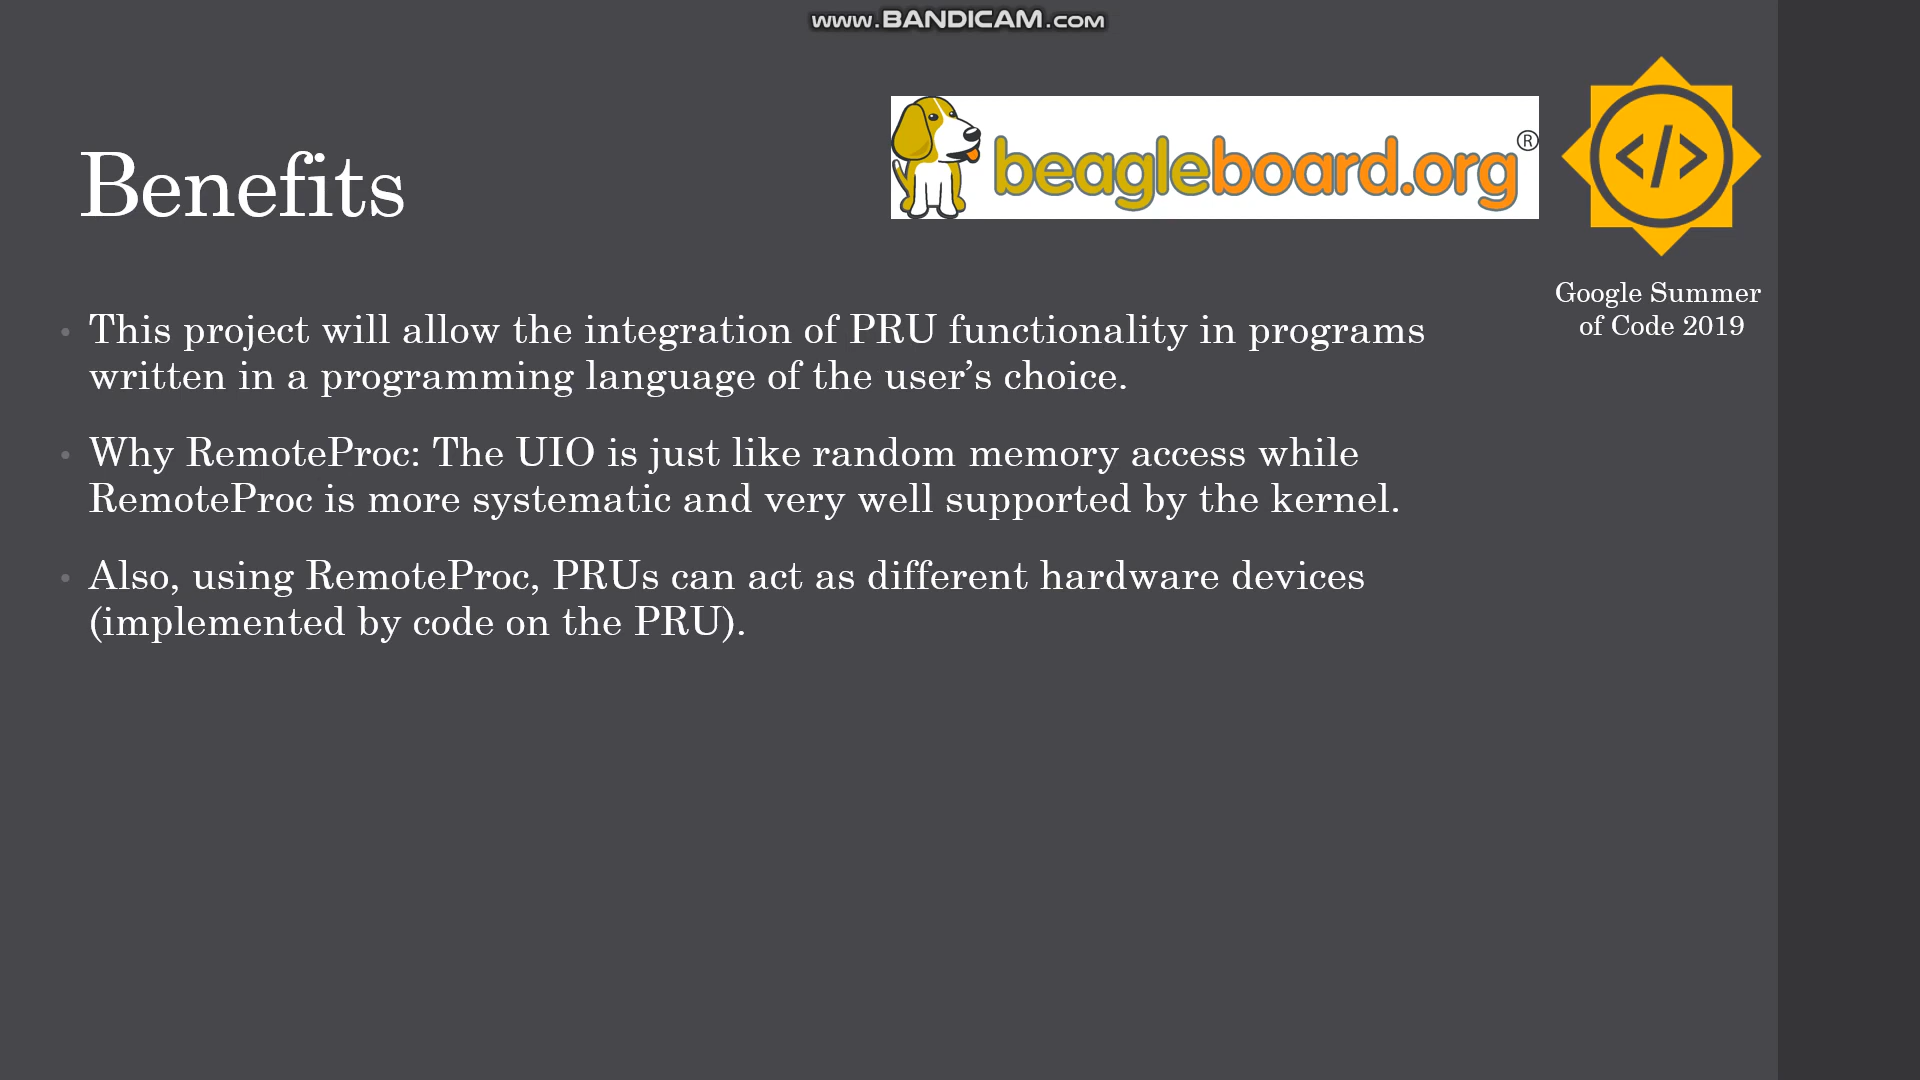 www.BANDICAM.com
beagleboard.org®
Benefits
Google Summer
of Code 2019
• This project will allow the integration of PRU functionality in programs
written in a programming language of the user’s choice.
• Why RemoteProc: The UIO is just like random memory access while
RemoteProc is more systematic and very well supported by the kernel.
• Also, using RemoteProc, PRUs can act as different hardware devices
(implemented by code on the PRU).